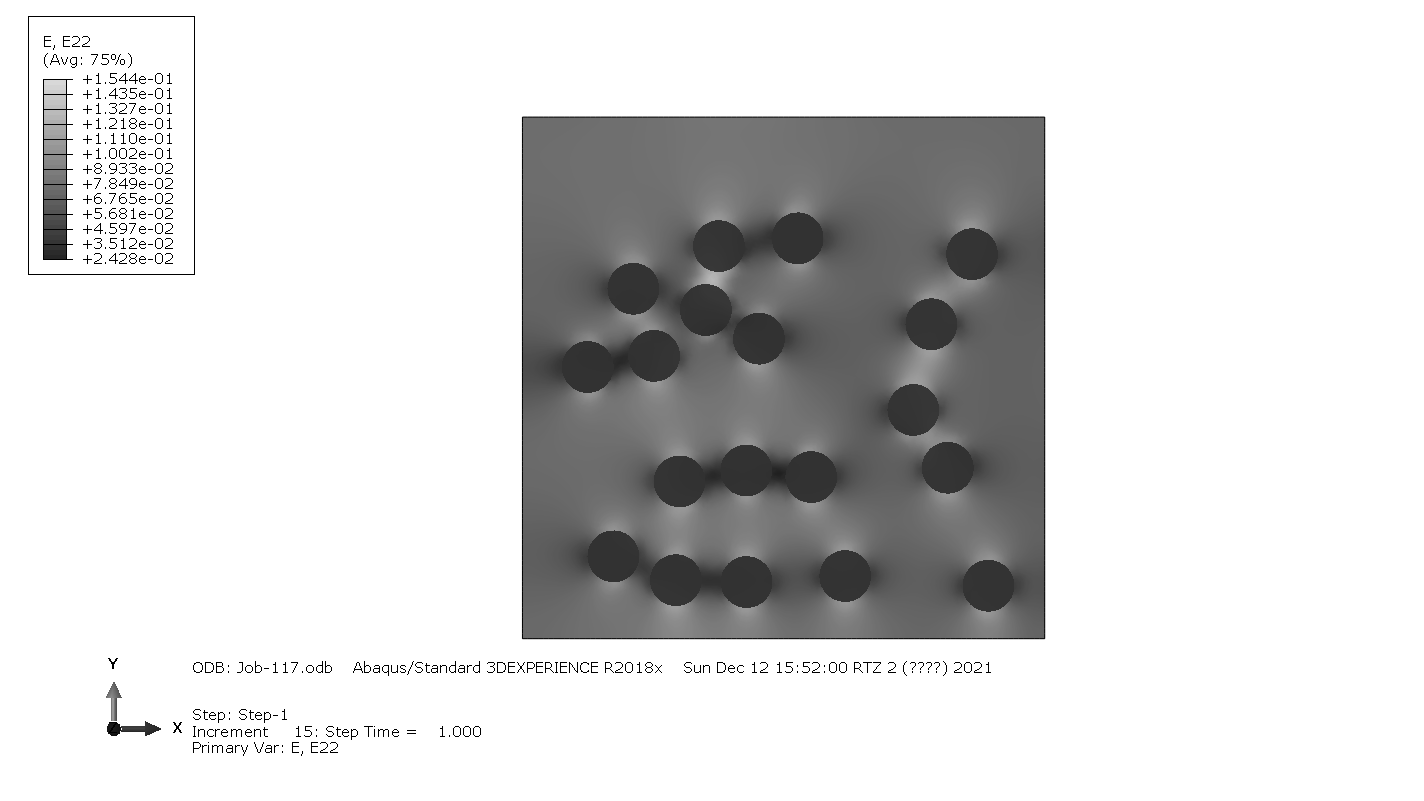 E, E22
(Avg: 75%)
+1.544e-01
+1.435e-01
+1.327e-01
+1.218e-01
+1.110e-01
+1.002e-01
+8.933e-02
+7.849e-02
+6.765e-02
+5.681e-02
+4.597e-02
+3.512e-02
+2.428e-02
Y
X
ODB: Job-117.odb    Abaqus/Standard 3DEXPERIENCE R2018x    Sun Dec 12 15:52:00 RTZ 2 (????) 2021
Step: Step-1
Increment    15: Step Time =    1.000
Primary Var: E, E22